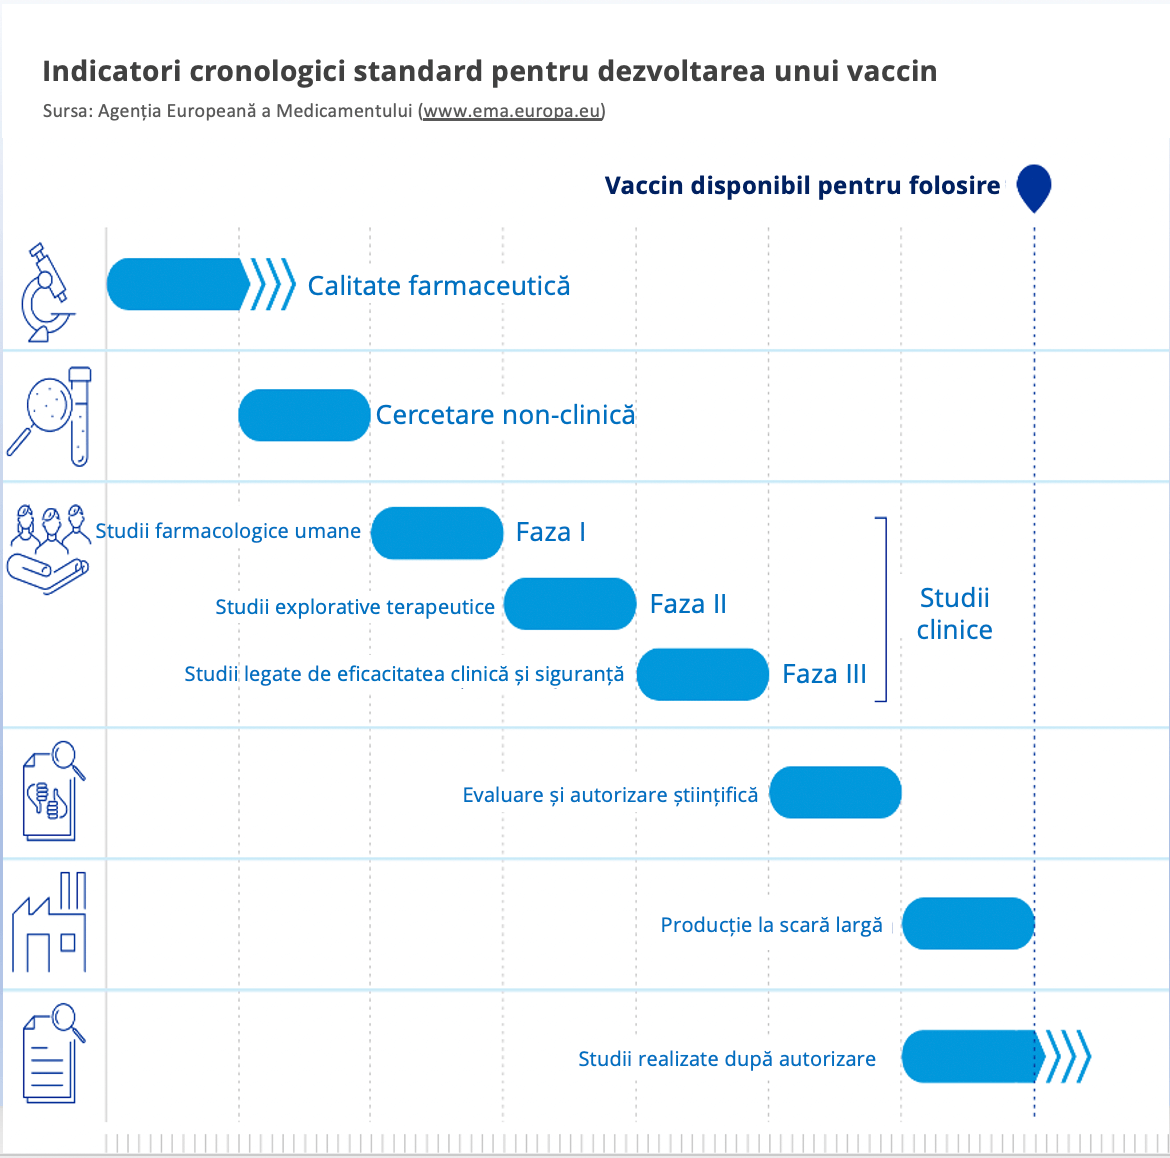 Indicatori cronologici standard pentru dezvoltarea unui vaccin
Sursa: Agenția Europeană a Medicamentului (www.ema.europa.eu)
Vaccin disponibil pentru folosire
Calitate farmaceutică
Cercetare non-clinică
Studii farmacologice umane
Faza I
Studii explorative terapeutice
Faza II
Studii legate de eficacitatea clinică și siguranță
Faza III
Studii
clinice
Evaluare și autorizare științifică
Producție la scară largă
Studii realizate după autorizare